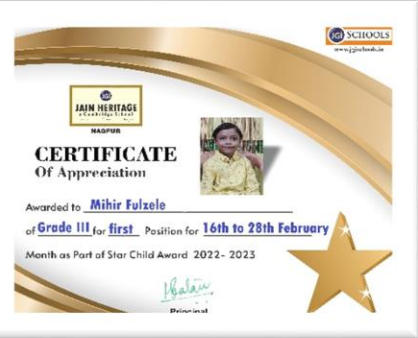 JGI SCHOOLS
www.jgischools.in
JAIN HERITAGE
a Cambridge School
NAGPUR
CERTIFICATE
Of Appreciation
Awarded to Mihir Fulzele
of Grade III for first Position for 16th to 28th February
Month as Part of Star Child Award 2022- 2023
Principal